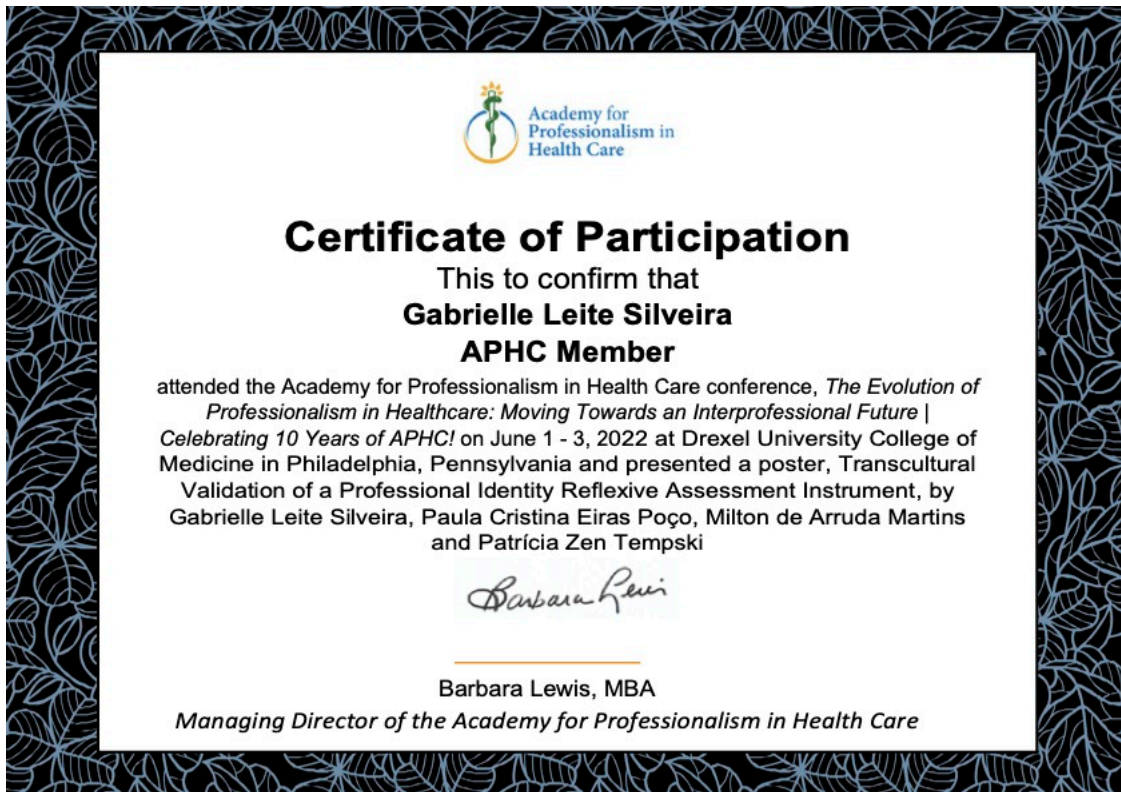 Academy for
Professionalism in
Health Care
Certificate of Participation
This to confirm that
Gabrielle Leite Silveira
APHC Member
attended the Academy for Professionalism in Health Care conference, The Evolution of
Professionalism in Healthcare: Moving Towards an Interprofessional Future |
Celebrating 10 Years of APHC! on June 1 - 3, 2022 at Drexel University College of
Medicine in Philadelphia, Pennsylvania and presented a poster, Transcultural
Validation of a Professional Identity Reflexive Assessment Instrument, by
Gabrielle Leite Silveira, Paula Cristina Eiras Poço, Milton de Arruda Martins
and Patrícia Zen Tempski
Barbara Lewis
Barbara Lewis, MBA
Managing Director of the Academy for Professionalism in Health Care